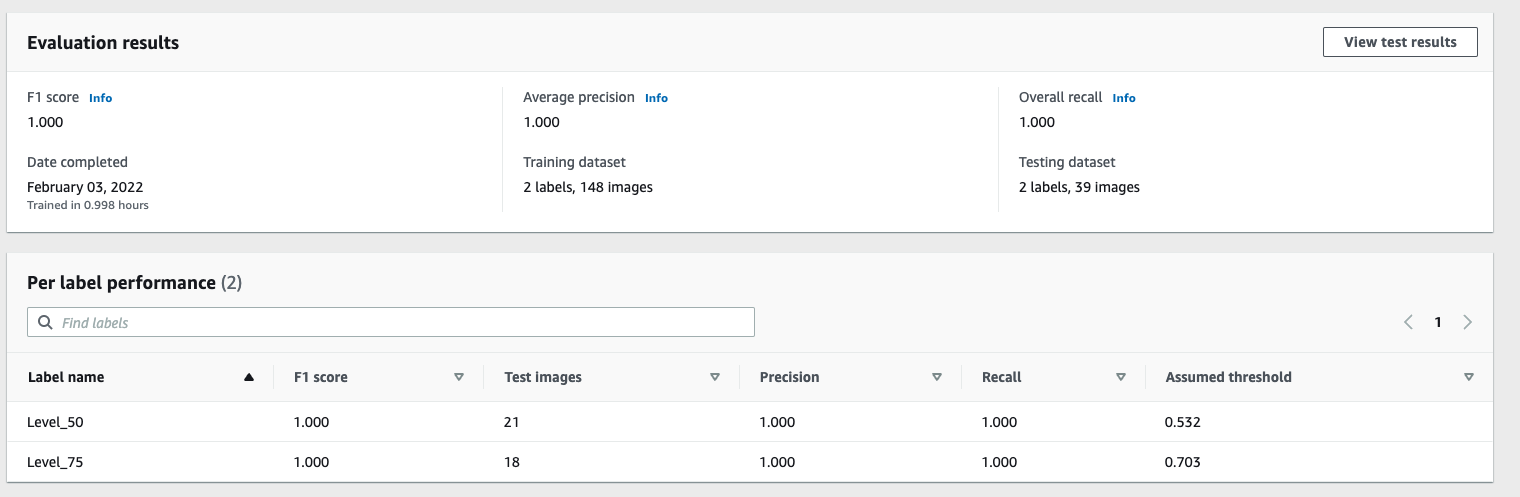 Evaluation results
View test results
F1 score Info
Average precision Info
Overall recall Info
1.000
1.000
1.000
Date completed
Training dataset
Testing dataset
February 03, 2022
2 labels, 148 images
2 labels, 39 images
Trained in 0.998 hours
Per label performance (2)
Find labels
1
Label name F1 score Test images Precision Recall Assumed threshold
Level_50 1.000 21 1.000 1.000 0.532
Level_75 1.000 18 1.000 1.000 0.703